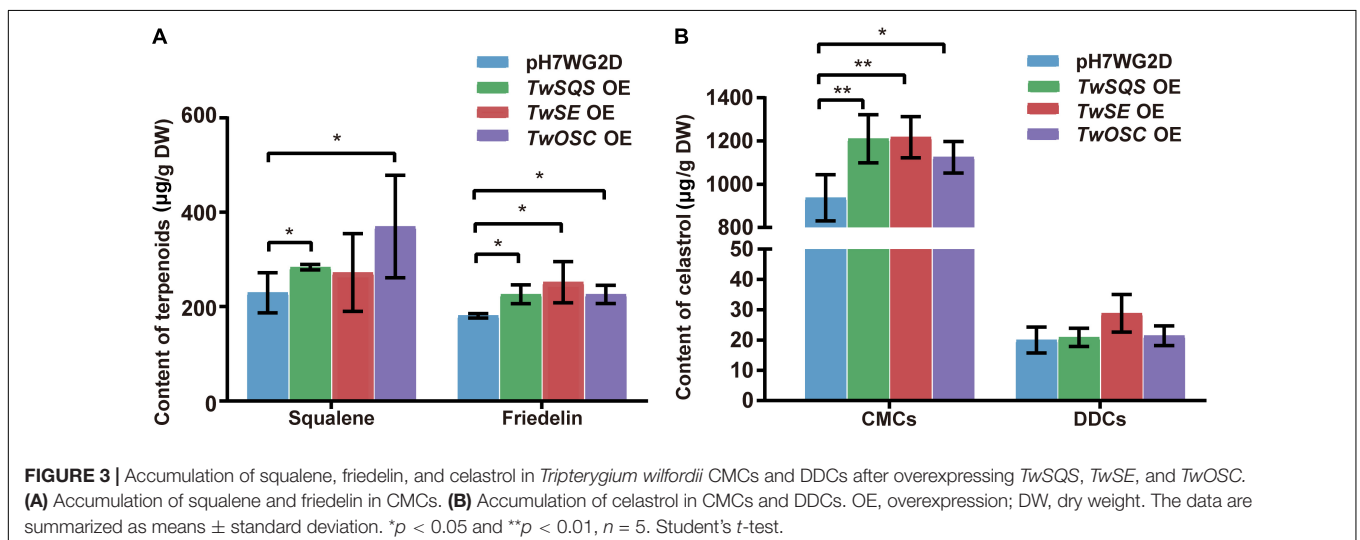 A
pH7WG2D
TwSQS OE
TwSE OE
TwOSC OE
Content of terpenoids (µg/g DW)
600
400
200
0
*
*
*
*
*
Squalene
Friedelin
B
pH7WG2D
TwSQS OE
TwSE OE
TwOSC OE
Content of celastrol (µg/g DW)
1400
1200
1000
800
50
40
30
20
10
0
*
**
**
CMCs
DDCs
FIGURE 3 | Accumulation of squalene, friedelin, and celastrol in Tripterygium wilfordii CMCs and DDCs after overexpressing TwSQS, TwSE, and TwOSC.
(A) Accumulation of squalene and friedelin in CMCs. (B) Accumulation of celastrol in CMCs and DDCs. OE, overexpression; DW, dry weight. The data are
summarized as means ± standard deviation. *p < 0.05 and **p < 0.01, n = 5. Student's t-test.